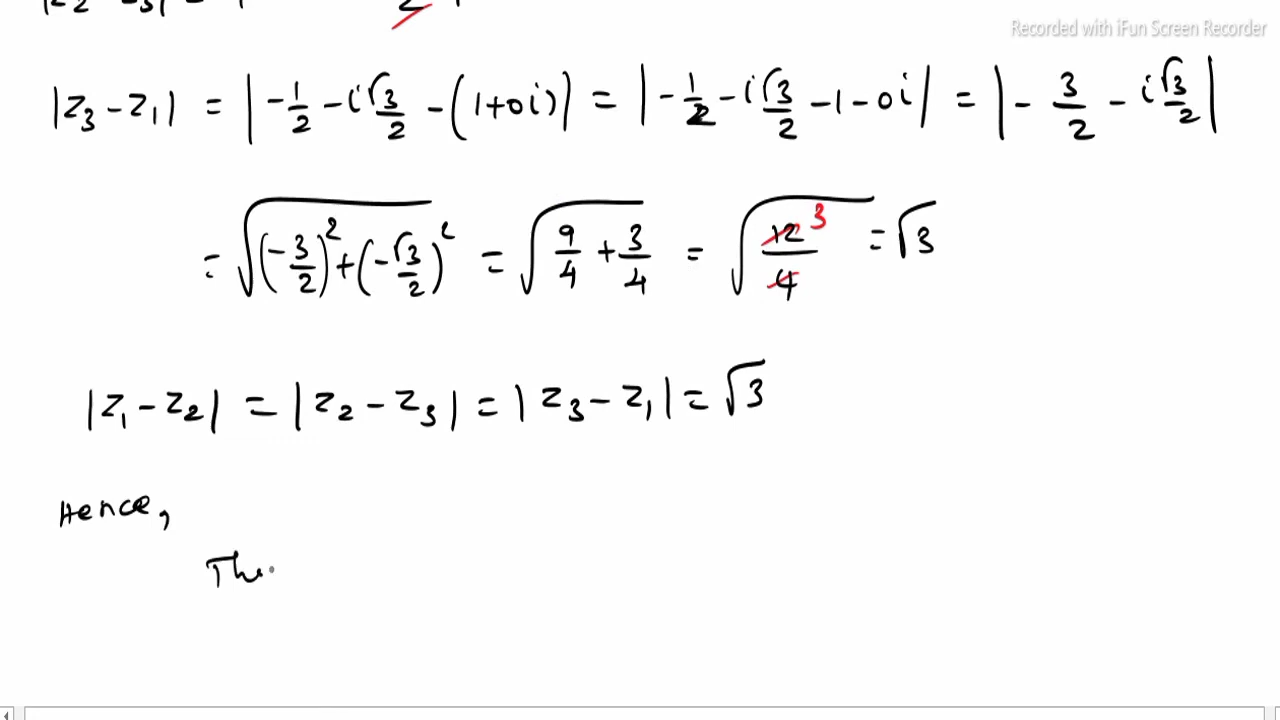 Recorded with iFun Screen Recorder
|z₃ - z₁| = |-1/2 - i√3/2 - (1+0i)| = |-1/2 - i√3/2 - 1 - 0i| = |-3/2 - i√3/2|
= √((-3/2)² + (-√3/2)²) = √(9/4 + 3/4) = √(12/4) 3 = √3
|z₁ - z₂| = |z₂ - z₃| = |z₃ - z₁| = √3
Hence,
The